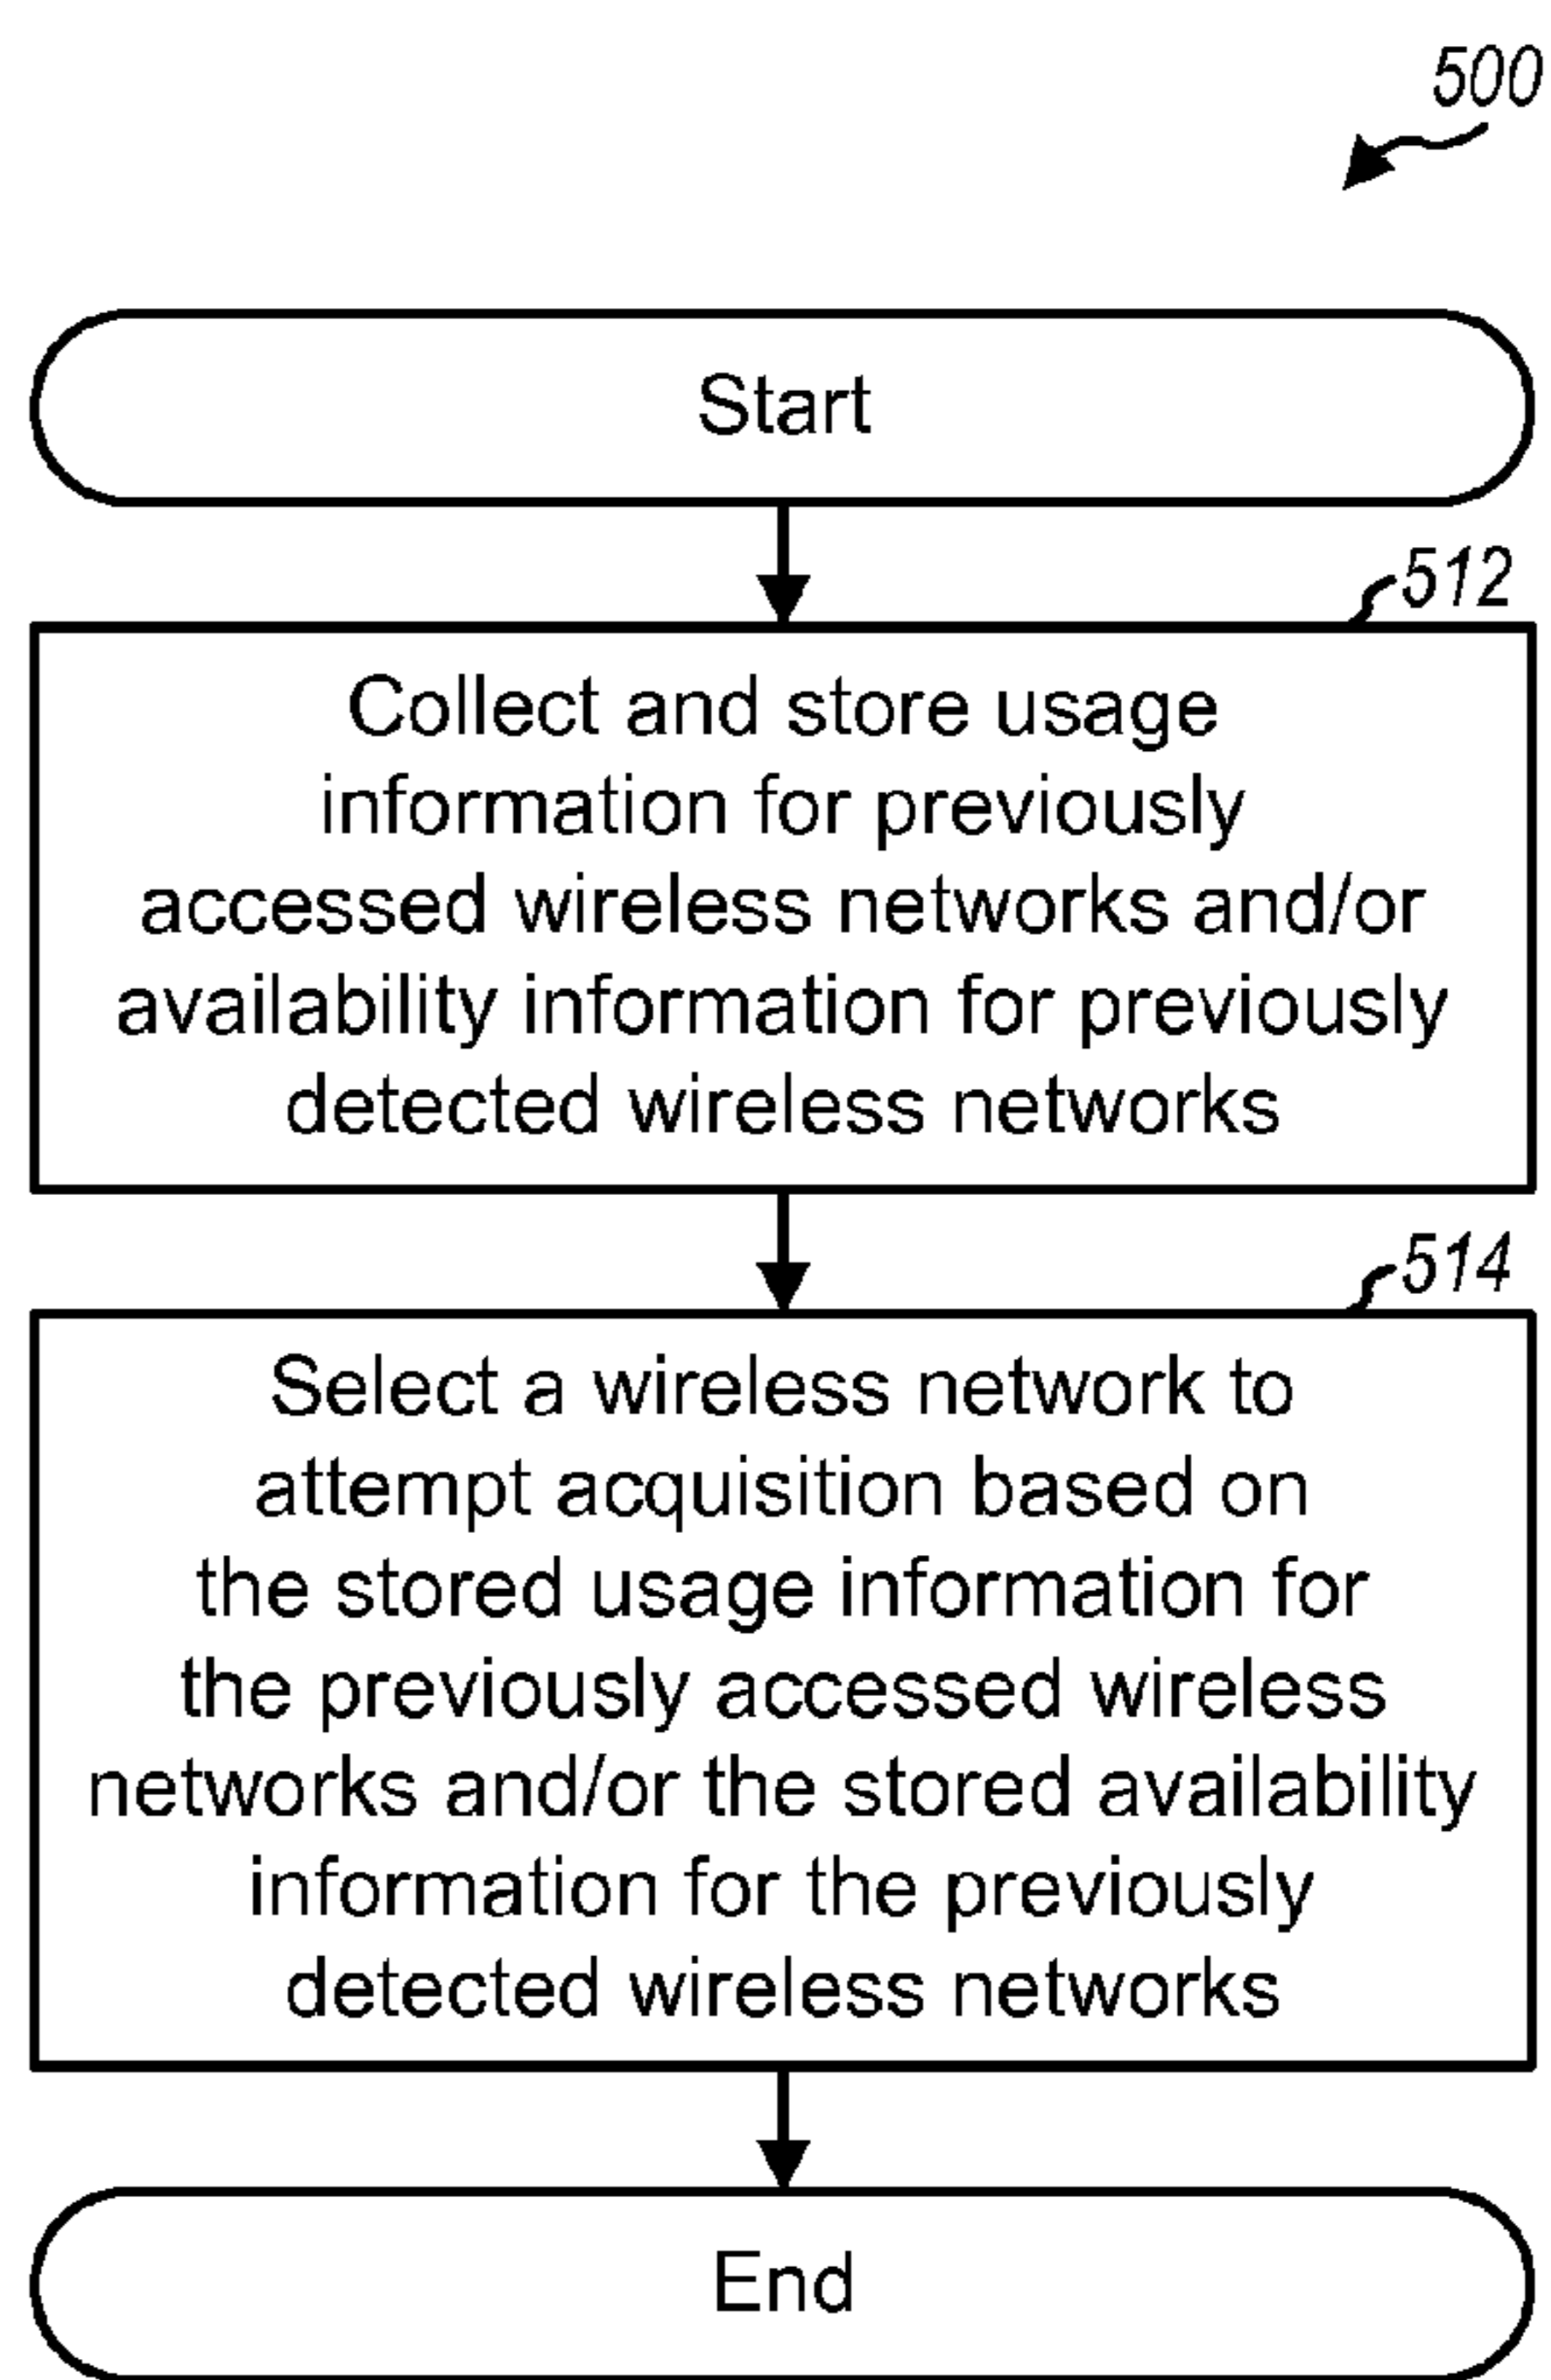 500
Start
512
Collect and store usage
information for previously
accessed wireless networks and/or
availability information for previously
detected wireless networks
514
Select a wireless network to
attempt acquisition based on
the stored usage information for
the previously accessed wireless
networks and/or the stored availability
information for the previously
detected wireless networks
End